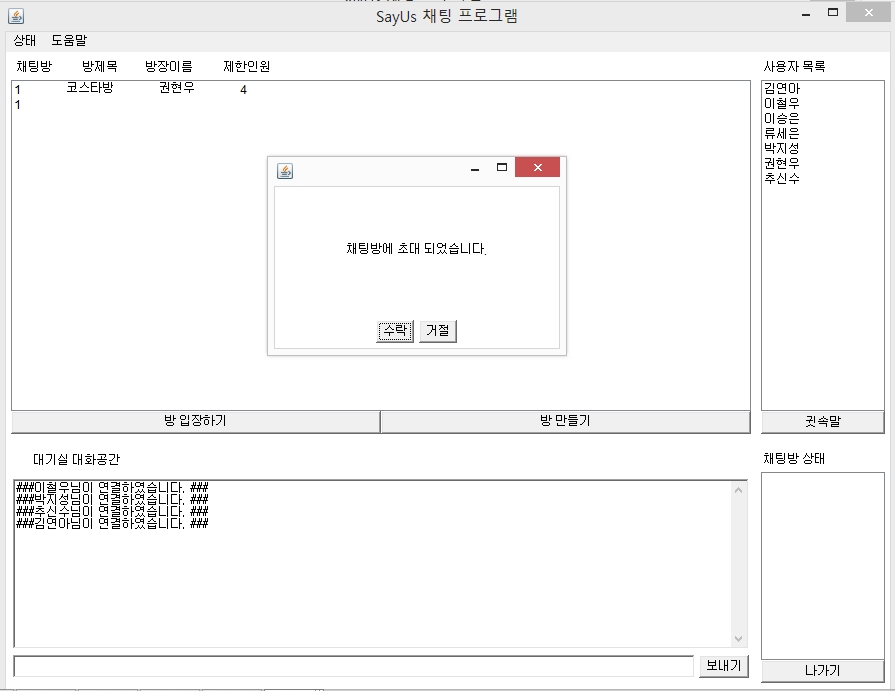 SayUs 채팅 프로그램
상태 도움말
채팅방 방제목 방장이름 제한인원
1 코스타방 권현우 4
1
사용자 목록
김연아
이철우
이승은
류세은
박지성
권현우
추신수
채팅방에 초대 되었습니다.
수락 거절
방 입장하기 방 만들기
귓속말
대기실 대화공간
###이철우님이 연결하였습니다. ###
###박지성님이 연결하였습니다. ###
###추신수님이 연결하였습니다. ###
###김연아님이 연결하였습니다. ###
보내기
채팅방 상태
나가기